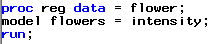 proc reg data = flower;
model flowers = intensity;
run;